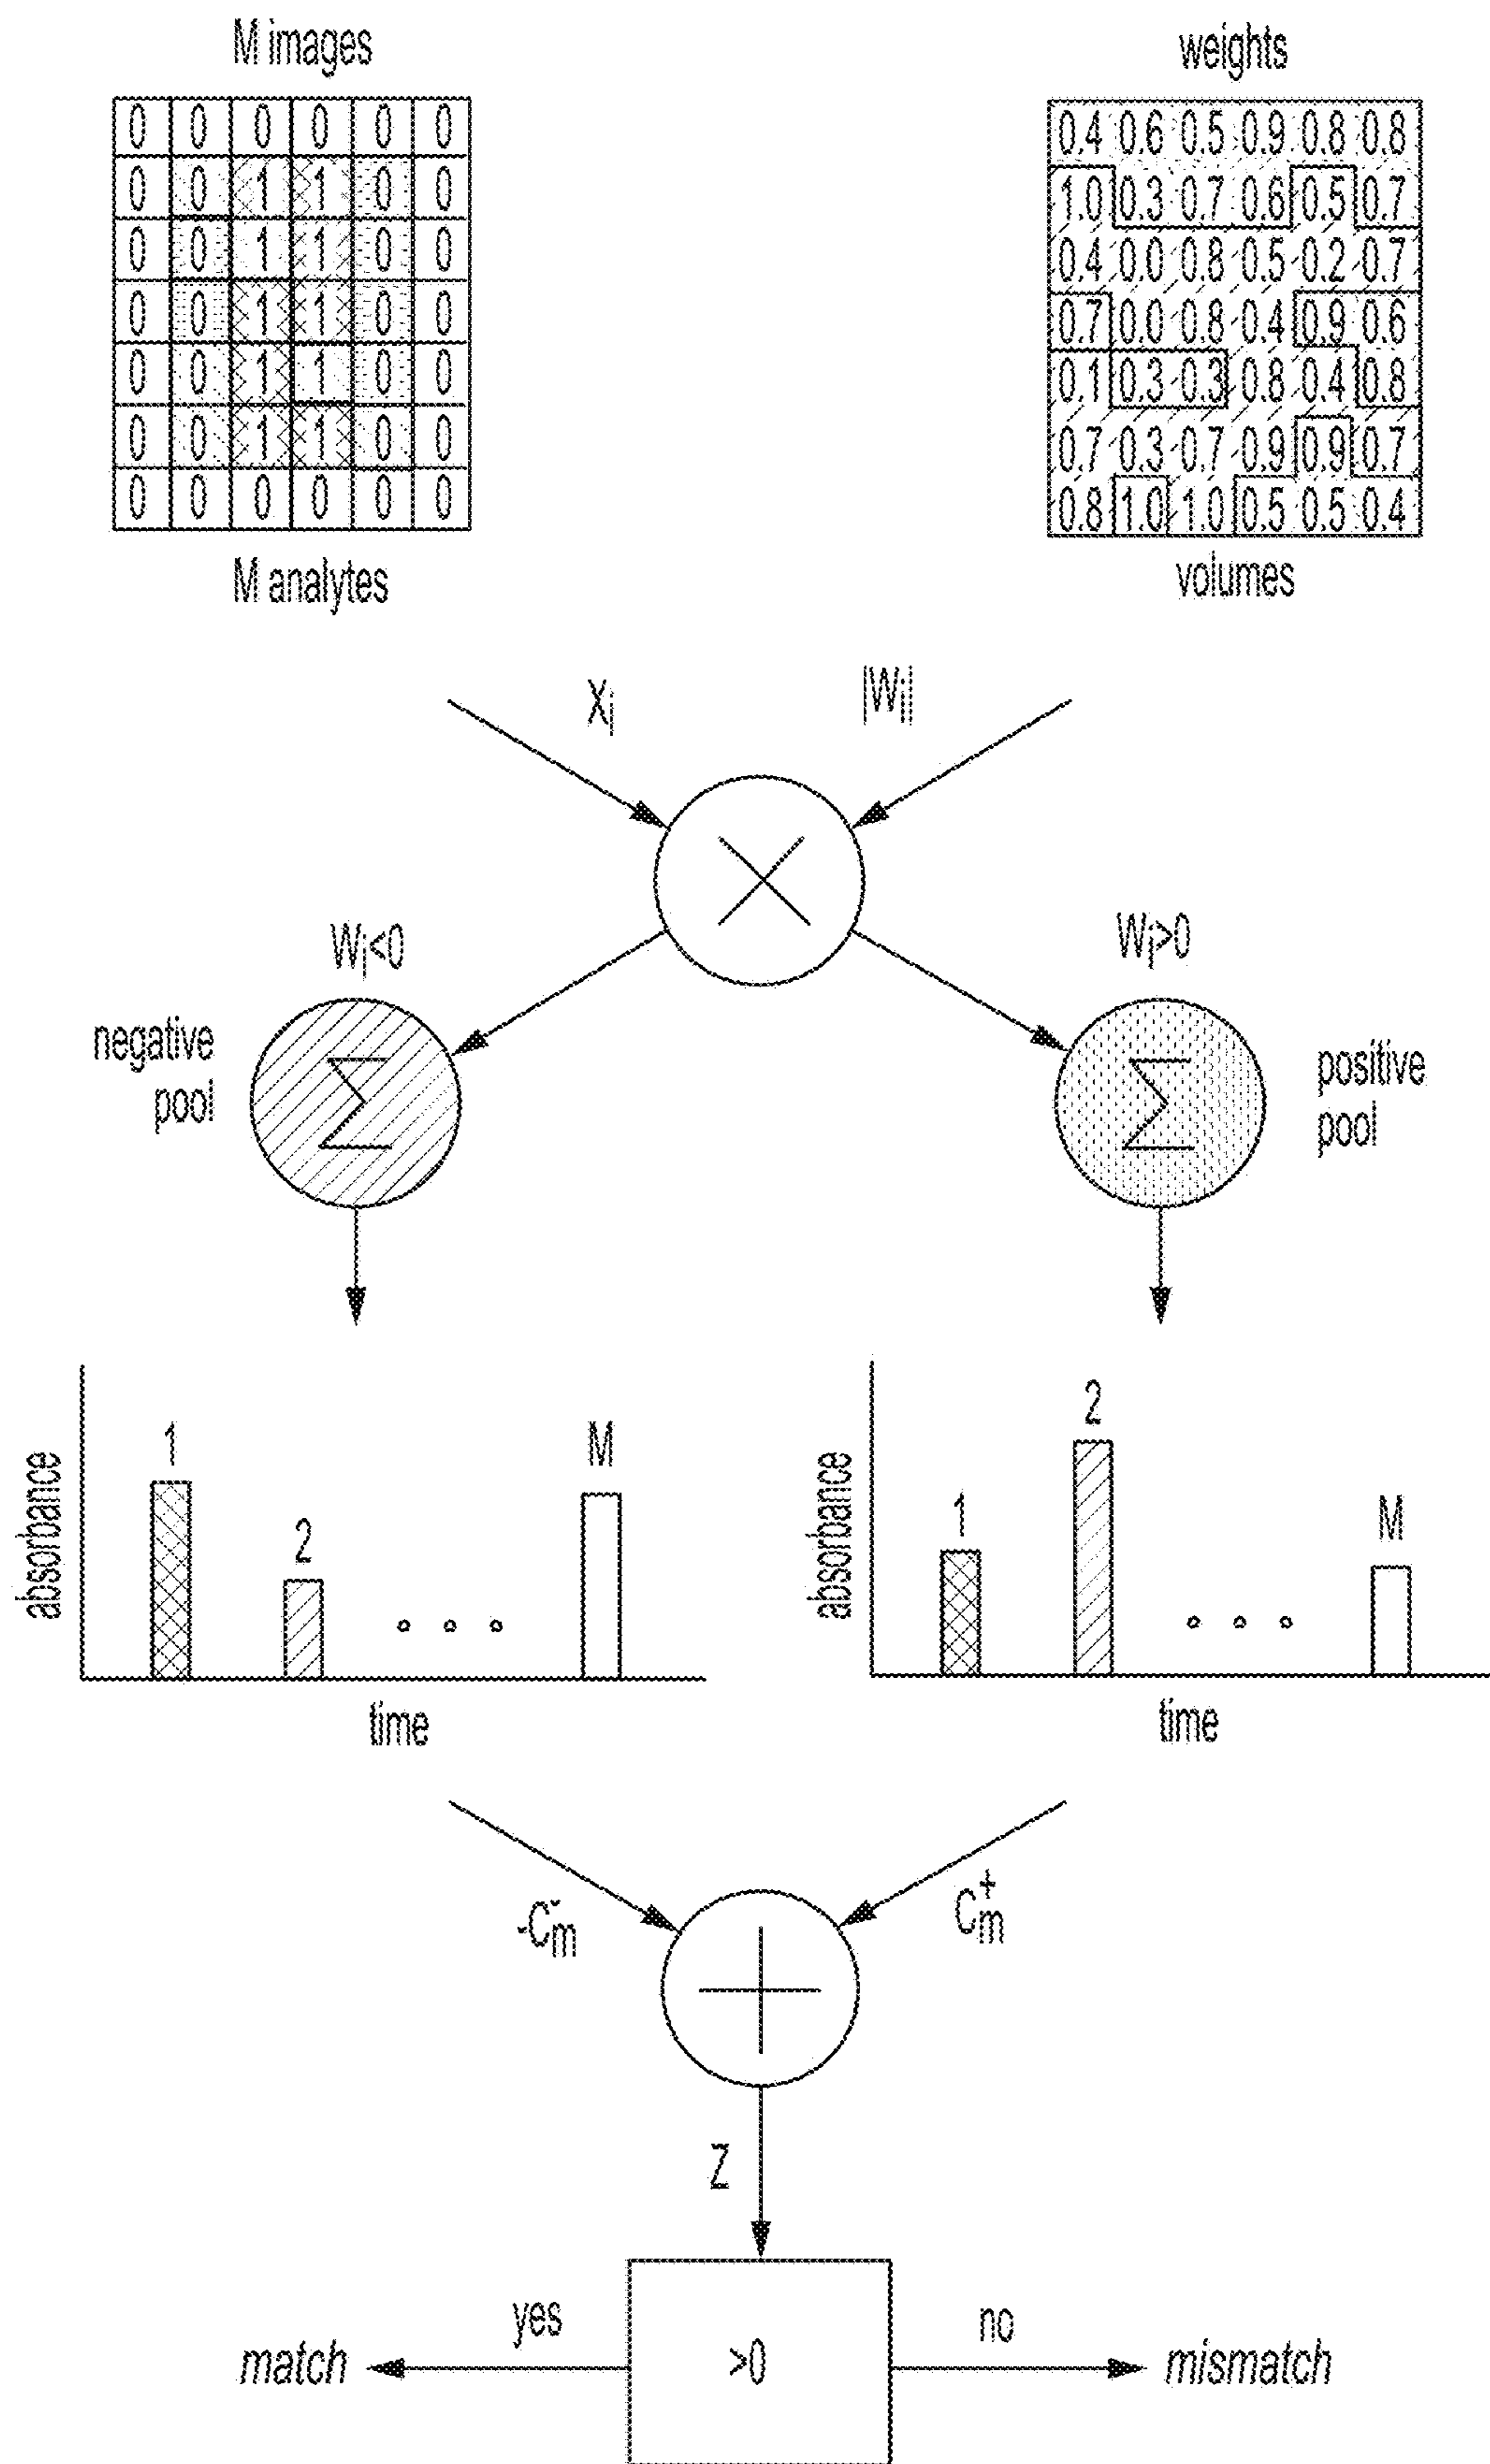 M images
0 0 0 0 0 0
0 0 1 1 0 0
0 0 1 1 0 0
0 0 1 1 0 0
0 0 1 1 0 0
0 0 1 1 0 0
0 0 0 0 0 0
M analytes
weights
0.4 0.6 0.5 0.9 0.8 0.8
1.0 0.3 0.7 0.6 0.5 0.7
0.4 0.0 0.8 0.5 0.2 0.7
0.7 0.0 0.8 0.4 0.9 0.6
0.1 0.3 0.3 0.8 0.4 0.8
0.7 0.3 0.7 0.9 0.9 0.7
0.8 1.0 1.0 0.5 0.5 0.4
volumes
Xi
|Wi|
×
Wi<0
Wi>0
negative
pool
Σ
Σ
positive
pool
absorbance
1
2
M
time
absorbance
1
2
M
time
-C⁻m
C⁺m
+
Z
>0
yes
match
no
mismatch